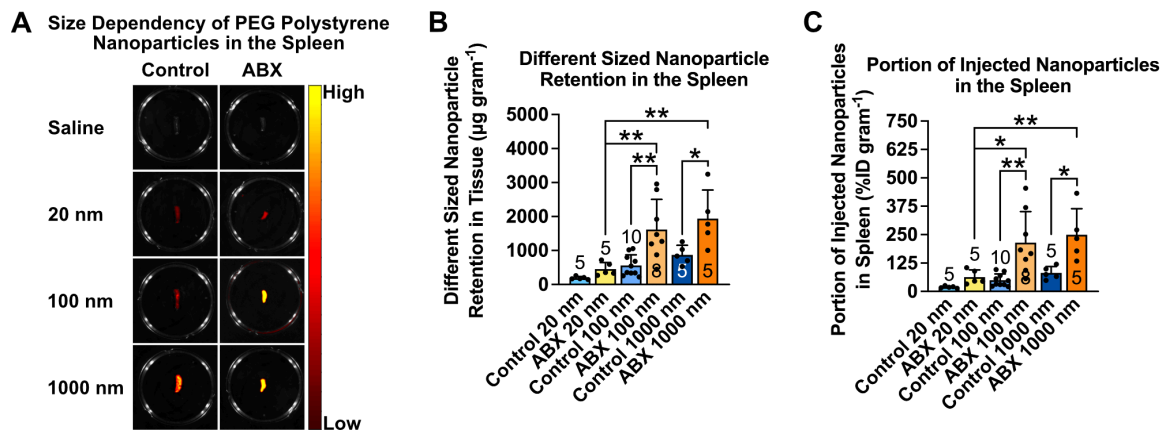 A
Size Dependency of PEG Polystyrene
Nanoparticles in the Spleen
Control ABX
High
Saline
20 nm
100 nm
1000 nm
Low
B
Different Sized Nanoparticle
Retention in the Spleen
Different Sized Nanoparticle
Retention in Tissue (µg gram⁻¹)
5000
4000
3000
2000
1000
0
**
**
**
*
5
5
10
8
5
5
Control 20 nm
ABX 20 nm
Control 100 nm
ABX 100 nm
Control 1000 nm
ABX 1000 nm
C
Portion of Injected Nanoparticles
in the Spleen
Portion of Injected Nanoparticles
in Spleen (%ID gram⁻¹)
750
625
500
375
250
125
0
**
*
**
*
5
5
10
8
5
5
Control 20 nm
ABX 20 nm
Control 100 nm
ABX 100 nm
Control 1000 nm
ABX 1000 nm